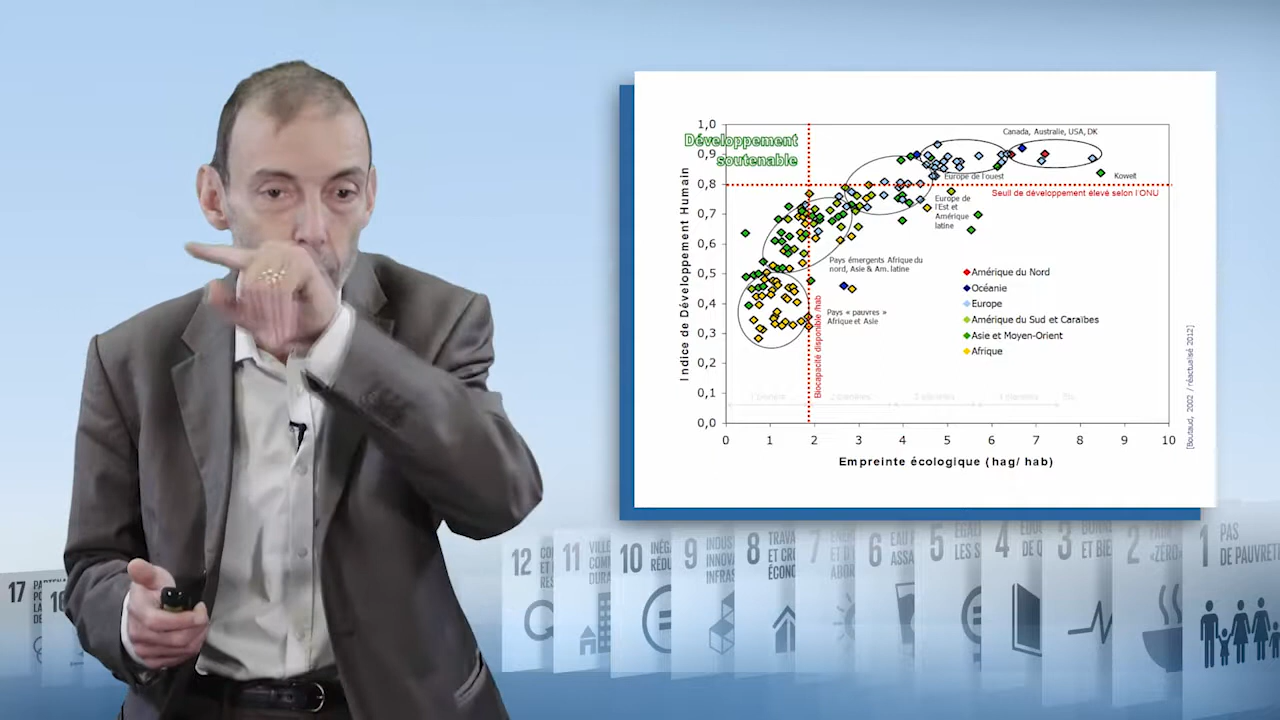 1,0
0,9
0,8
0,7
0,6
0,5
0,4
0,3
0,2
0,1
0,0
Indice de Développement Humain
Développement
soutenable
Canada, Australie, USA, DK
Koweït
Europe de l'ouest
Seuil de développement élevé selon l'ONU
Europe de
l'Est et
Amérique
latine
Pays émergents Afrique du
nord, Asie & Am. latine
Pays « pauvres »
Afrique et Asie
Biocapacité disponible /hab
Amérique du Nord
Océanie
Europe
Amérique du Sud et Caraïbes
Asie et Moyen-Orient
Afrique
0 1 2 3 4 5 6 7 8 9 10
Empreinte écologique (hag/ hab)
[Boutaud, 2002 / réactualisé 2012]
17
12
11
10
9
8
7
6
5
4
3
2
1 PAS
DE PAUVRET